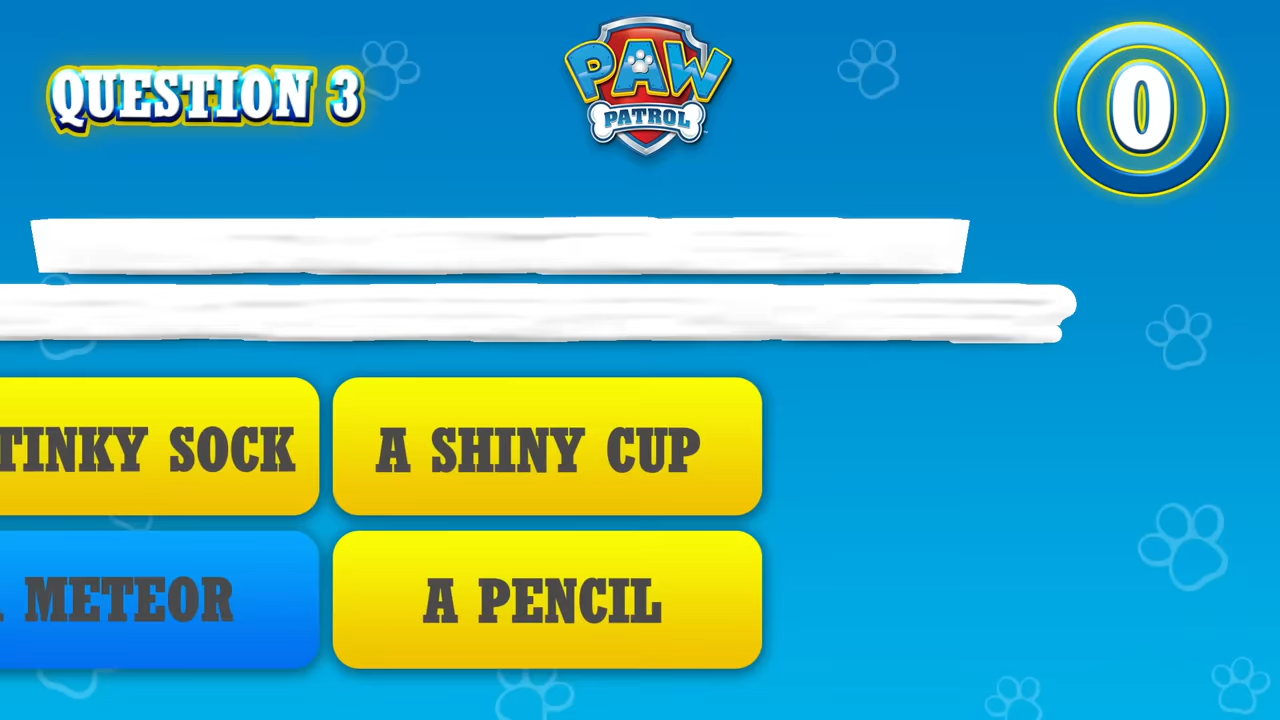 QUESTION 3
PAW
PATROL
0
TINKY SOCK
A SHINY CUP
METEOR
A PENCIL